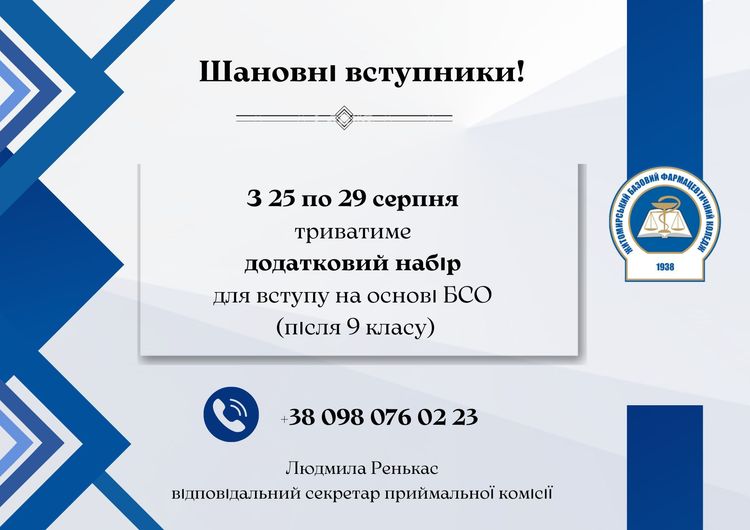 Шановні вступники!
З 25 по 29 серпня
триватиме
додатковий набір
для вступу на основі БСО
(після 9 класу)
ЖИТОМИРСЬКИЙ БАЗОВИЙ ФАРМАЦЕВТИЧНИЙ КОЛЕДЖ
1938
+38 098 076 02 23
Людмила Ренькас
відповідальний секретар приймальної комісії